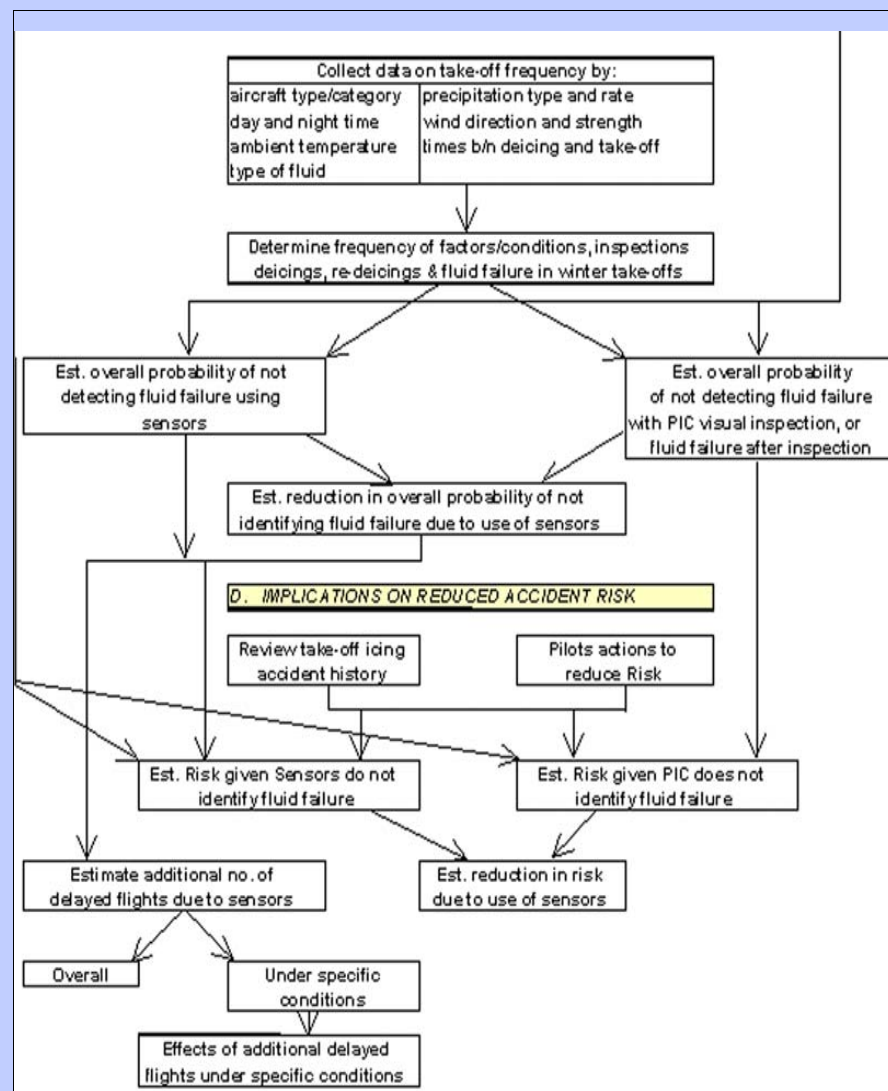 Collect data on take-off frequency by:
aircraft type/category
day and night time
ambient temperature
type of fluid
precipitation type and rate
wind direction and strength
times b/n deicing and take-off
Determine frequency of factors/conditions, inspections
deicings, re-deicings & fluid failure in winter take-offs
Est. overall probability of not
detecting fluid failure using
sensors
Est. overall probability
of not detecting fluid failure
with PIC visual inspection, or
fluid failure after inspection
Est. reduction in overall probability of not
identifying fluid failure due to use of sensors
D. IMPLICATIONS ON REDUCED ACCIDENT RISK
Review take-off icing
accident history
Pilots actions to
reduce Risk
Est. Risk given Sensors do not
identify fluid failure
Est. Risk given PIC does not
identify fluid failure
Estimate additional no. of
delayed flights due to sensors
Est. reduction in risk
due to use of sensors
Overall
Under specific
conditions
Effects of additional delayed
flights under specific conditions